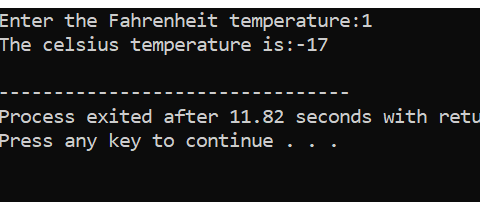 Enter the Fahrenheit temperature:1
The celsius temperature is:-17
--------------------------------
Process exited after 11.82 seconds with retu
Press any key to continue . . .